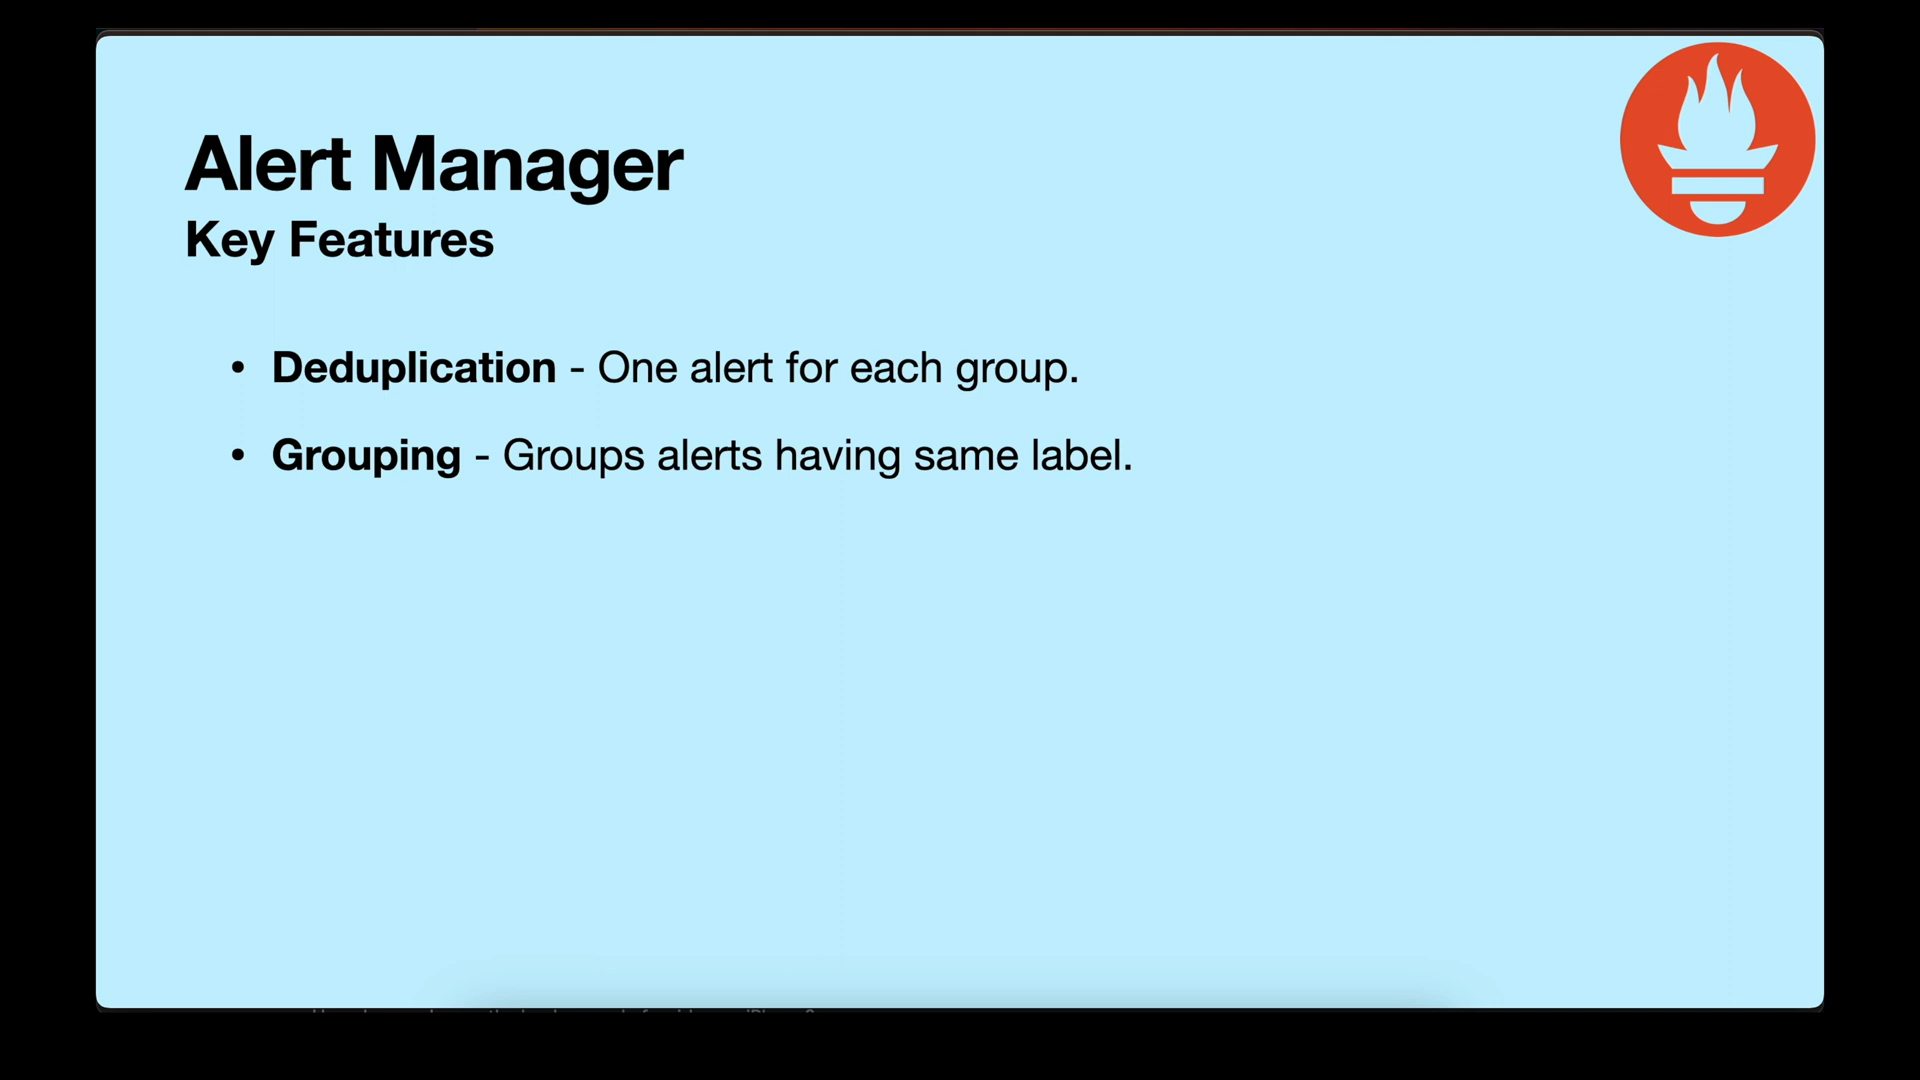 Alert Manager
Key Features
• Deduplication - One alert for each group.
• Grouping - Groups alerts having same label.